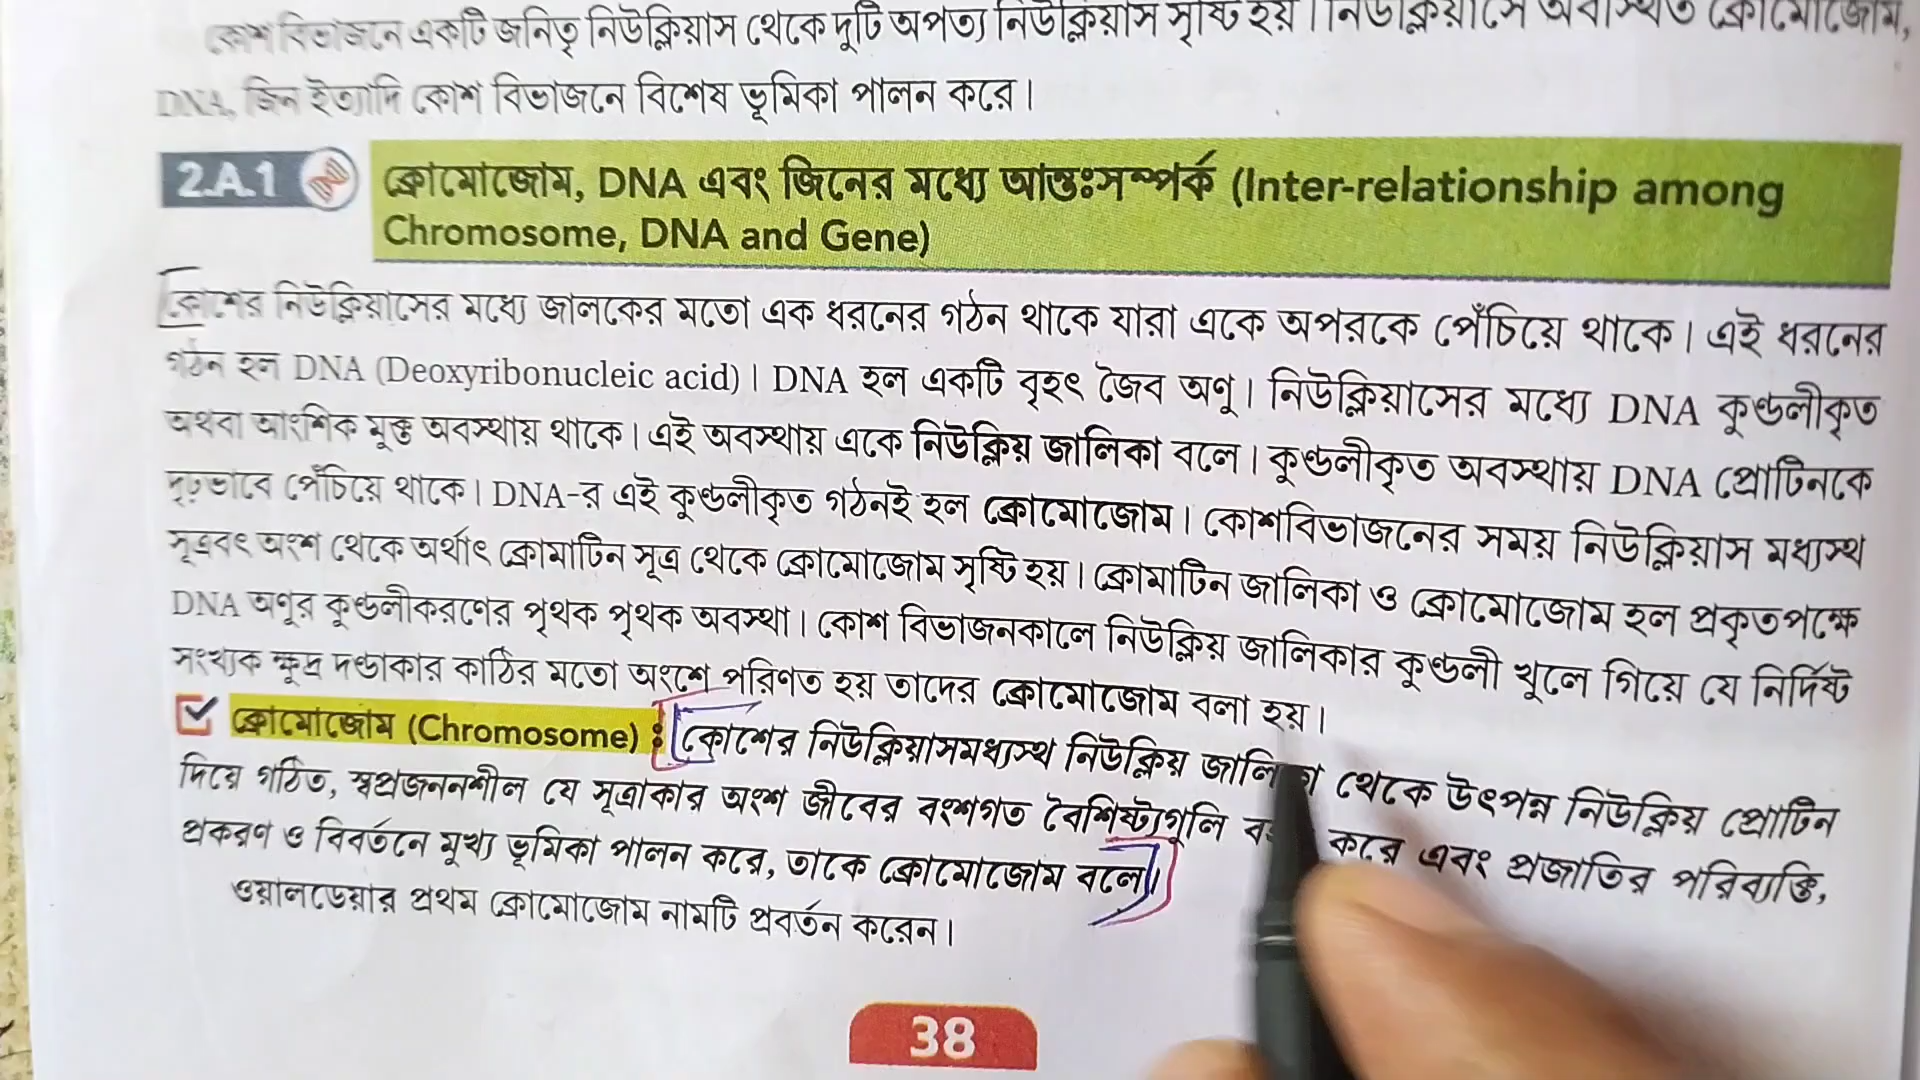 কোশ বিভাজনে একটি জনিতৃ নিউক্লিয়াস থেকে দুটি অপত্য নিউক্লিয়াস সৃষ্টি হয়। নিউক্লিয়াসে অবস্থিত ক্রোমোজোম,
DNA, জিন ইত্যাদি কোশ বিভাজনে বিশেষ ভূমিকা পালন করে।
2.A.1 ক্রোমোজোম, DNA এবং জিনের মধ্যে আন্তঃসম্পর্ক (Inter-relationship among
Chromosome, DNA and Gene)
কোশের নিউক্লিয়াসের মধ্যে জালকের মতো এক ধরনের গঠন থাকে যারা একে অপরকে পেঁচিয়ে থাকে। এই ধরনের
গঠন হল DNA (Deoxyribonucleic acid)। DNA হল একটি বৃহৎ জৈব অণু। নিউক্লিয়াসের মধ্যে DNA কুণ্ডলীকৃত
অথবা আংশিক মুক্ত অবস্থায় থাকে। এই অবস্থায় একে নিউক্লিয় জালিকা বলে। কুণ্ডলীকৃত অবস্থায় DNA প্রোটিনকে
দৃঢ়ভাবে পেঁচিয়ে থাকে। DNA-র এই কুণ্ডলীকৃত গঠনই হল ক্রোমোজোম। কোশবিভাজনের সময় নিউক্লিয়াস মধ্যস্থ
সূত্রবৎ অংশ থেকে অর্থাৎ ক্রোমাটিন সূত্র থেকে ক্রোমোজোম সৃষ্টি হয়। ক্রোমাটিন জালিকা ও ক্রোমোজোম হল প্রকৃতপক্ষে
DNA অণুর কুণ্ডলীকরণের পৃথক পৃথক অবস্থা। কোশ বিভাজনকালে নিউক্লিয় জালিকার কুণ্ডলী খুলে গিয়ে যে নির্দিষ্ট
সংখ্যক ক্ষুদ্র দণ্ডাকার কাঠির মতো অংশে পরিণত হয় তাদের ক্রোমোজোম বলা হয়।
ক্রোমোজোম (Chromosome) : কোশের নিউক্লিয়াসমধ্যস্থ নিউক্লিয় জালিকা থেকে উৎপন্ন নিউক্লিয় প্রোটিন
দিয়ে গঠিত, স্বপ্রজননশীল যে সূত্রাকার অংশ জীবের বংশগত বৈশিষ্ট্যগুলি করে এবং প্রজাতির পরিব্যক্তি,
প্রকরণ ও বিবর্তনে মুখ্য ভূমিকা পালন করে, তাকে ক্রোমোজোম বলে।
ওয়ালডেয়ার প্রথম ক্রোমোজোম নামটি প্রবর্তন করেন।
38